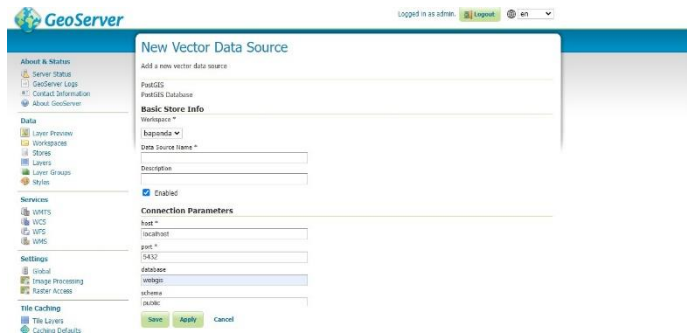 GeoServer
Logged in as admin. Logout en
About & Status
Server Status
GeoServer Logs
Contact Information
About GeoServer
Data
Layer Preview
Workspaces
Stores
Layers
Layer Groups
Styles
Services
WMTS
WCS
WFS
WMS
Settings
Global
Image Processing
Raster Access
Tile Caching
Tile Layers
Caching Defaults
New Vector Data Source
Add a new vector data source
PostGIS
PostGIS Database
Basic Store Info
Workspace *
baponda
Data Source Name *
Description
Enabled
Connection Parameters
host *
localhost
port *
5432
database
webgis
schema
public
Save Apply Cancel